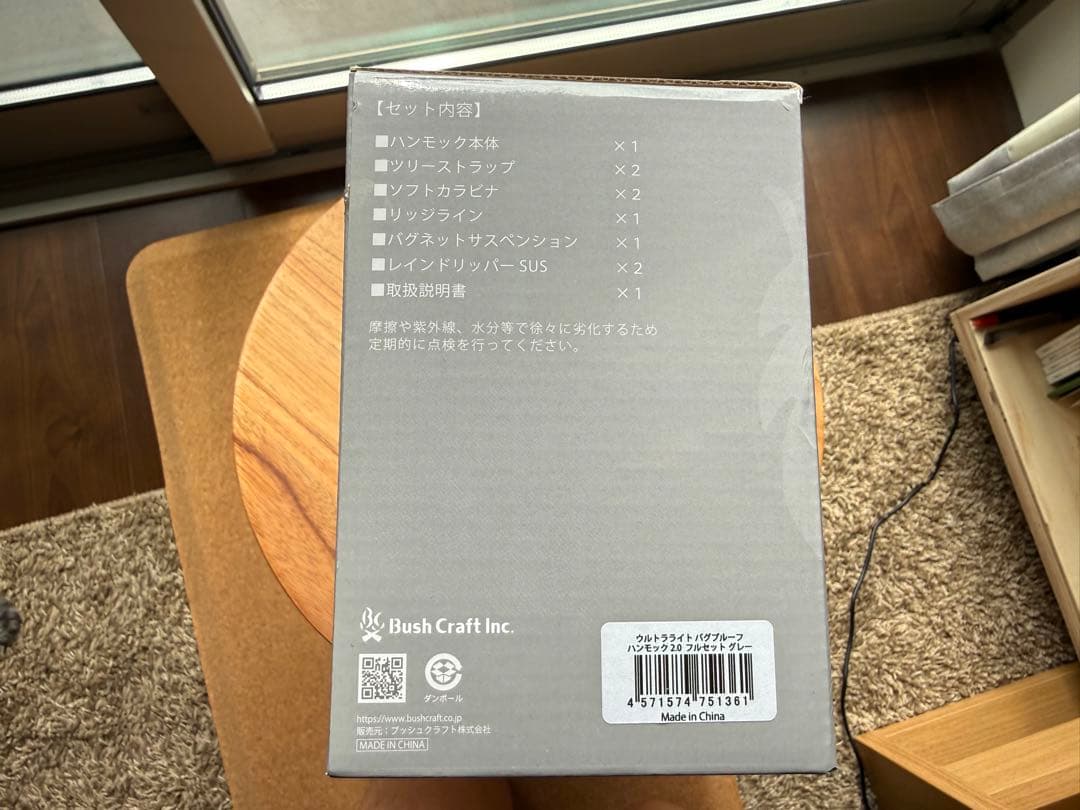 【セット内容】
■ハンモック本体 ×1
■ツリーストラップ ×2
■ソフトカラビナ ×2
■リッジライン ×1
■バグネットサスペンション ×1
■レインドリッパー SUS ×2
■取扱説明書 ×1
摩擦や紫外線、水分等で徐々に劣化するため
定期的に点検を行ってください。
BC Bush Craft Inc.
ダンボール
https://www.bushcraft.co.jp
販売元：ブッシュクラフト株式会社
MADE IN CHINA
ウルトラライト バグプルーフ
ハンモック 2.0 フルセット グレー
4 571574 751361
Made in China